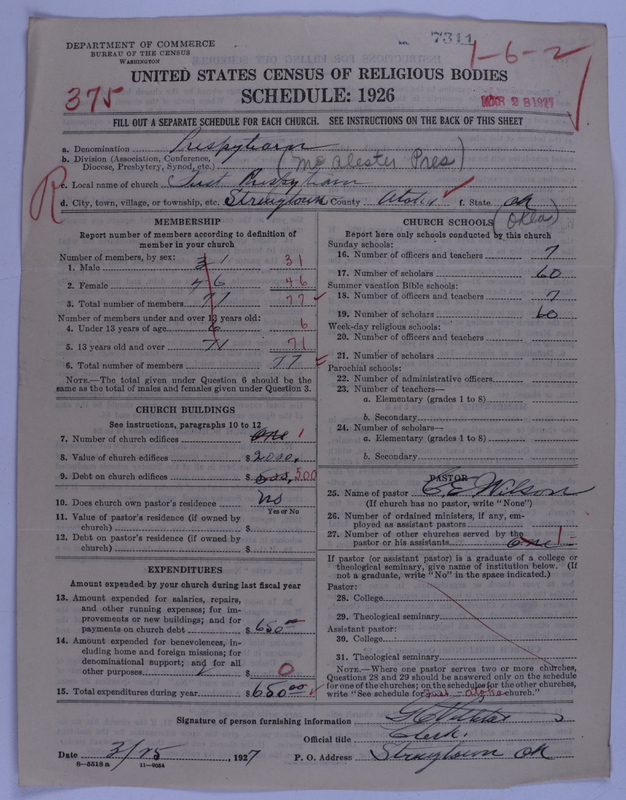 DEPARTMENT OF COMMERCE
BUREAU OF THE CENSUS
WASHINGTON
7311
1-6-2
UNITED STATES CENSUS OF RELIGIOUS BODIES
375
SCHEDULE: 1926
MAR 28 1927
FILL OUT A SEPARATE SCHEDULE FOR EACH CHURCH. SEE INSTRUCTIONS ON THE BACK OF THIS SHEET
a. Denomination Presbytiarn
b. Division (Association, Conference, Diocese, Presbytery, Synod, etc.) (McAlester Pres)
R
c. Local name of church First Presbytiarn
d. City, town, village, or township, etc. Stringtown County Atoka f. State OK
(Okla)
MEMBERSHIP
Report number of members according to definition of
member in your church
Number of members, by sex:
1. Male 31 31
2. Female 46 46
3. Total number of members 71 77
Number of members under and over 13 years old:
4. Under 13 years of age 6 6
5. 13 years old and over 71 71
6. Total number of members 77
NOTE.—The total given under Question 6 should be the
same as the total of males and females given under Question 3.
CHURCH BUILDINGS
See instructions, paragraphs 10 to 12
7. Number of church edifices one 1
8. Value of church edifices $ 2000.
9. Debt on church edifices $ 500, 500
10. Does church own pastor's residence no
Yes or No
11. Value of pastor's residence (if owned by
church) $
12. Debt on pastor's residence (if owned by
church) $
EXPENDITURES
Amount expended by your church during last fiscal year
13. Amount expended for salaries, repairs,
and other running expenses; for im-
provements or new buildings; and for
payments on church debt $ 650
14. Amount expended for benevolences, in-
cluding home and foreign missions; for
denominational support; and for all
other purposes $ 0
15. Total expenditures during year $ 650.00
CHURCH SCHOOLS
Report here only schools conducted by this church
Sunday schools:
16. Number of officers and teachers 7
17. Number of scholars 60
Summer vacation Bible schools:
18. Number of officers and teachers 7
19. Number of scholars 60
Week-day religious schools:
20. Number of officers and teachers
21. Number of scholars
Parochial schools:
22. Number of administrative officers
23. Number of teachers—
a. Elementary (grades 1 to 8)
b. Secondary
24. Number of scholars—
a. Elementary (grades 1 to 8)
b. Secondary
PASTOR
25. Name of pastor C. E. Wilson
(If church has no pastor, write "None")
26. Number of ordained ministers, if any, em-
ployed as assistant pastors
27. Number of other churches served by the
pastor or his assistants one 1-
If pastor (or assistant pastor) is a graduate of a college or
theological seminary, give name of institution below. (If
not a graduate, write "No" in the space indicated.)
Pastor:
28. College
29. Theological seminary
Assistant pastor:
30. College
31. Theological seminary
NOTE.—Where one pastor serves two or more churches,
Questions 28 and 29 should be answered only on the schedule
for one of the churches; on the schedules for the other churches,
write "See schedule for First - Atoka church."
Signature of person furnishing information
Official title Clerk.
Date 3/25, 1927 P. O. Address Stringtown OK
8—5518a 11—9054